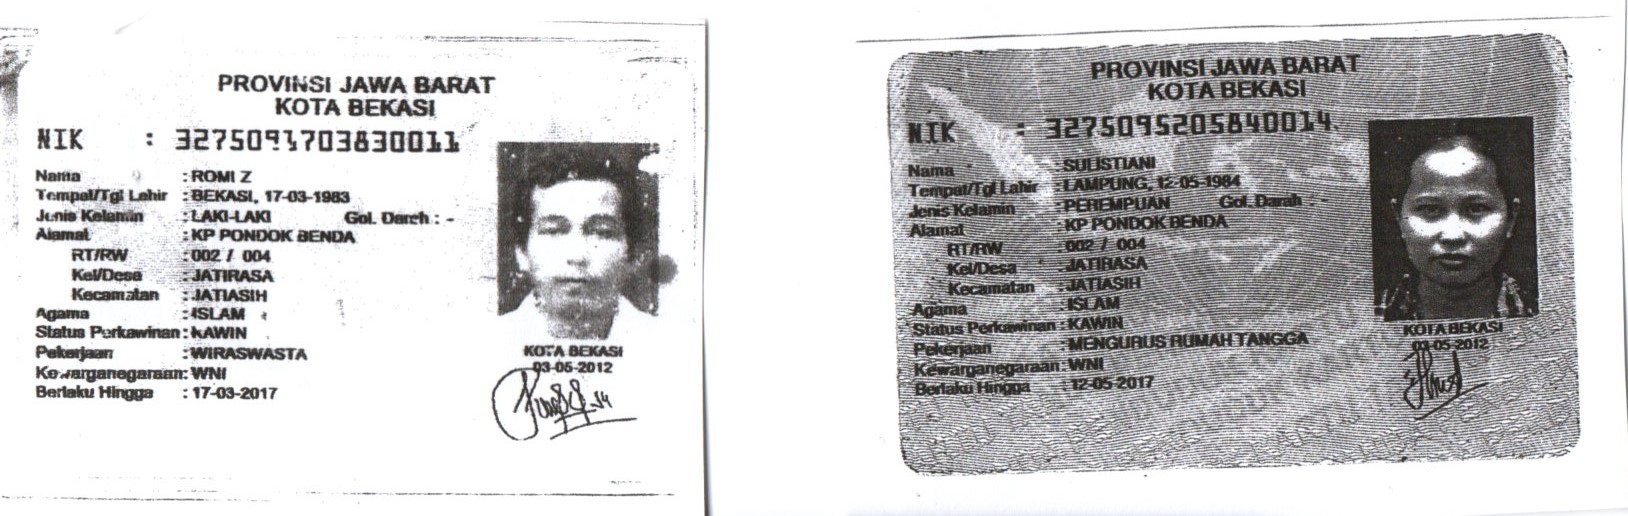 PROVINSI JAWA BARAT
KOTA BEKASI
NIK : 3275091703830011
Nama : ROMI Z
Tempat/Tgl Lahir : BEKASI, 17-03-1983
Jenis Kelamin : LAKI-LAKI Gol. Darah : -
Alamat : KP PONDOK BENDA
RT/RW : 002 / 004
Kel/Desa : JATIRASA
Kecamatan : JATIASIH
Agama : ISLAM
Status Perkawinan : KAWIN
Pekerjaan : WIRASWASTA
Kewarganegaraan: WNI
Berlaku Hingga : 17-03-2017
KOTA BEKASI
03-05-2012
PROVINSI JAWA BARAT
KOTA BEKASI
NIK : 3275095205840014
Nama : SULISTIANI
Tempat/Tgl Lahir : LAMPUNG, 12-05-1984
Jenis Kelamin : PEREMPUAN Gol. Darah : -
Alamat : KP PONDOK BENDA
RT/RW : 002 / 004
Kel/Desa : JATIRASA
Kecamatan : JATIASIH
Agama : ISLAM
Status Perkawinan : KAWIN
Pekerjaan : MENGURUS RUMAH TANGGA
Kewarganegaraan: WNI
Berlaku Hingga : 12-05-2017
KOTA BEKASI
03-05-2012